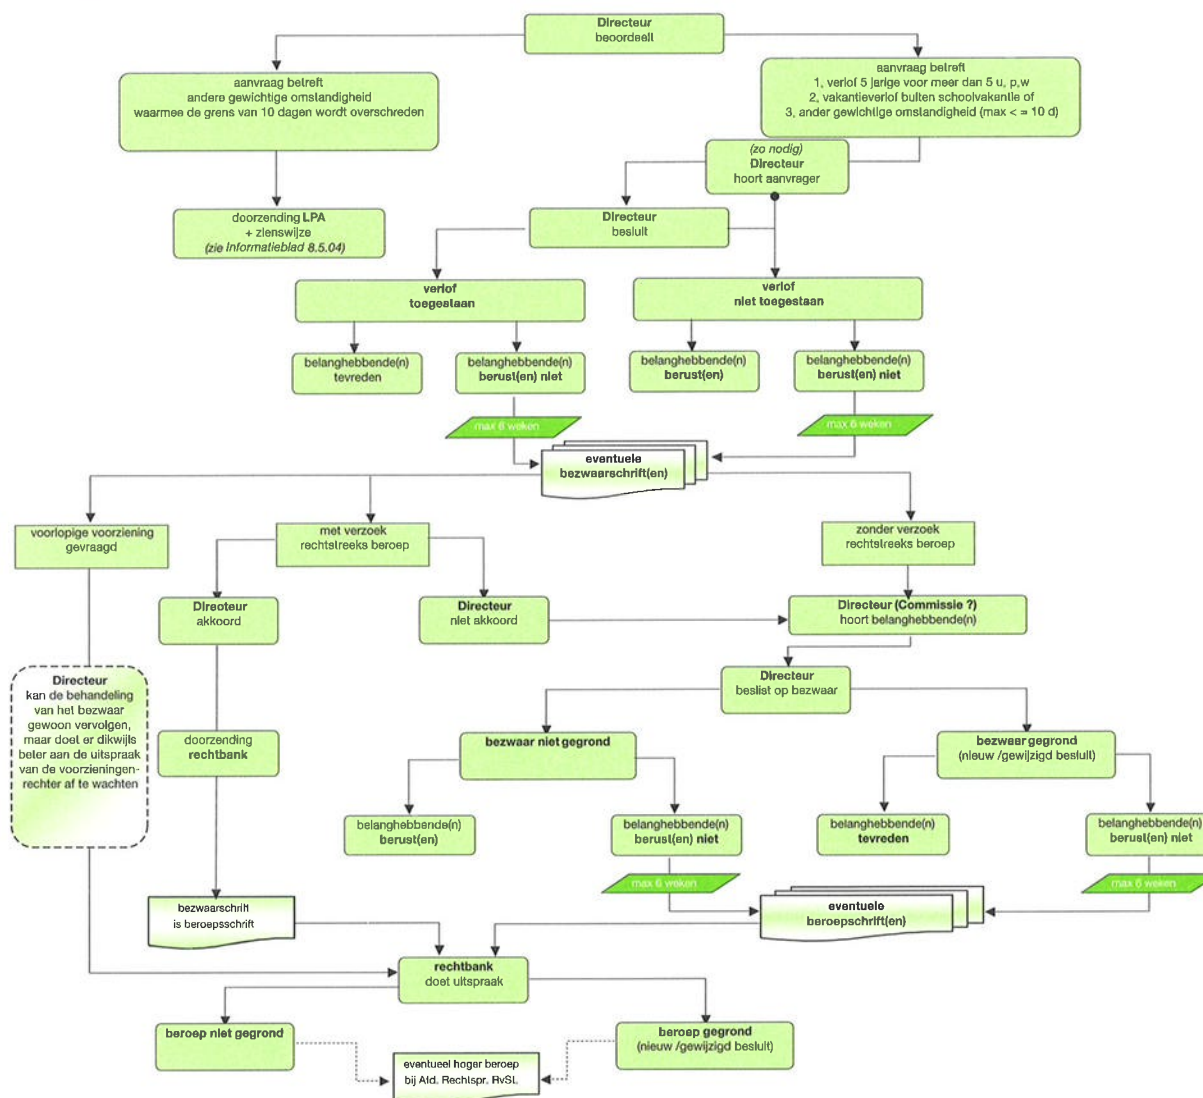 Directeur
beoordeelt
aanvraag betreft
andere gewichtige omstandigheid
waarmee de grens van 10 dagen wordt overschreden
aanvraag betreft
1, verlof 5 jarige voor meer dan 5 u, p,w
2, vakantieverlof buiten schoolvakantie of
3, ander gewichtige omstandigheid (max < = 10 d)
(zo nodig)
Directeur
hoort aanvrager
doorzending LPA
+ zienswijze
(zie Informatieblad 8.5.04)
Directeur
besluit
verlof
toegestaan
verlof
niet toegestaan
belanghebbende(n)
tevreden
belanghebbende(n)
berust(en) niet
belanghebbende(n)
berust(en)
belanghebbende(n)
berust(en) niet
max 6 weken
max 6 weken
eventuele
bezwaarschrift(en)
voorlopige voorziening
gevraagd
met verzoek
rechtstreeks beroep
zonder verzoek
rechtstreeks beroep
Directeur
akkoord
Directeur
niet akkoord
Directeur (Commissie ?)
hoort belanghebbende(n)
Directeur
kan de behandeling
van het bezwaar
gewoon vervolgen,
maar doet er dikwijls
beter aan de uitspraak
van de voorzieningen-
rechter af te wachten
Directeur
beslist op bezwaar
doorzending
rechtbank
bezwaar niet gegrond
bezwaar gegrond
(nieuw /gewijzigd besluit)
belanghebbende(n)
berust(en)
belanghebbende(n)
berust(en) niet
belanghebbende(n)
tevreden
belanghebbende(n)
berust(en) niet
max 6 weken
max 6 weken
bezwaarschrift
is beroepsschrift
eventuele
beroepschrift(en)
rechtbank
doet uitspraak
beroep niet gegrond
beroep gegrond
(nieuw /gewijzigd besluit)
eventueel hoger beroep
bij Afd. Rechtspr. RvSt.